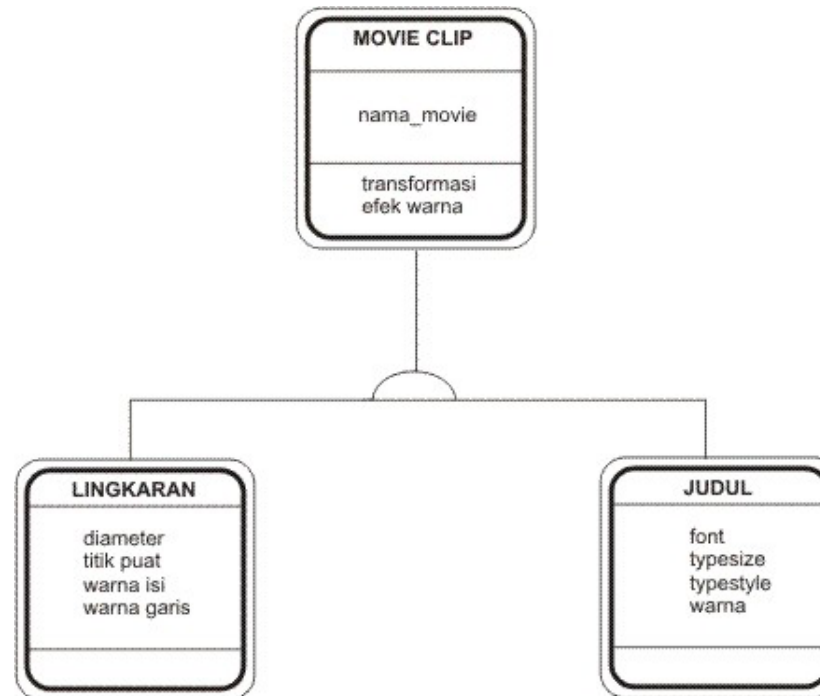 MOVIE CLIP
nama_movie
transformasi
efek warna
LINGKARAN
diameter
titik puat
warna isi
warna garis
JUDUL
font
typesize
typestyle
warna